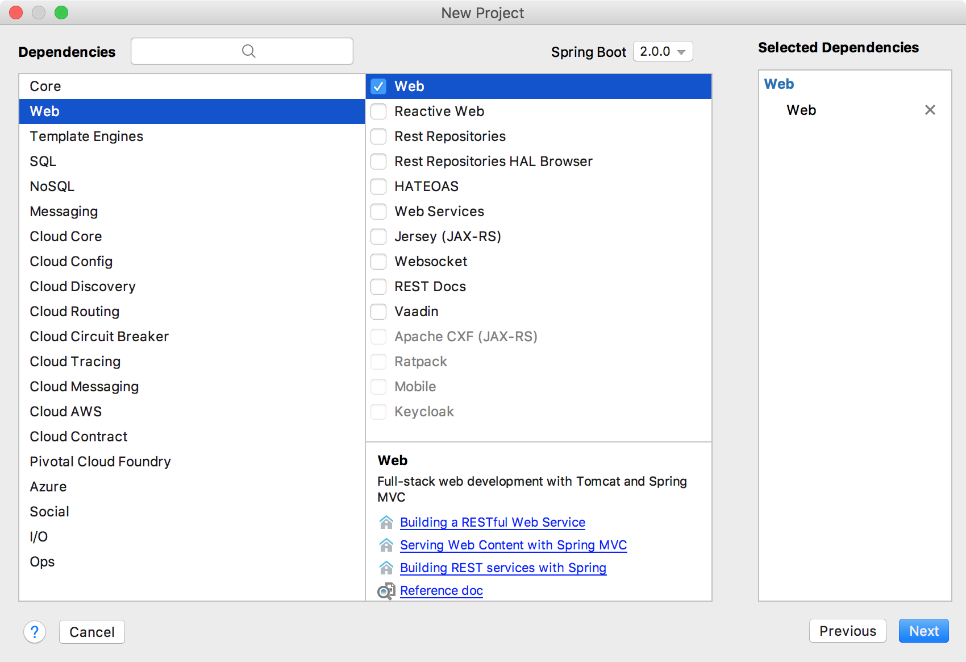 New Project
Dependencies
Spring Boot 2.0.0
Selected Dependencies
Core
Web
Template Engines
SQL
NoSQL
Messaging
Cloud Core
Cloud Config
Cloud Discovery
Cloud Routing
Cloud Circuit Breaker
Cloud Tracing
Cloud Messaging
Cloud AWS
Cloud Contract
Pivotal Cloud Foundry
Azure
Social
I/O
Ops
Web
Reactive Web
Rest Repositories
Rest Repositories HAL Browser
HATEOAS
Web Services
Jersey (JAX-RS)
Websocket
REST Docs
Vaadin
Apache CXF (JAX-RS)
Ratpack
Mobile
Keycloak
Web
Full-stack web development with Tomcat and Spring
MVC
Building a RESTful Web Service
Serving Web Content with Spring MVC
Building REST services with Spring
Reference doc
Web
Web
?
Cancel
Previous
Next